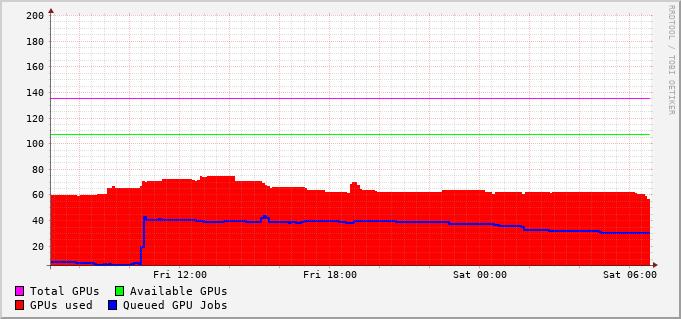 200
180
160
140
120
100
80
60
40
20
Fri 12:00 Fri 18:00 Sat 00:00 Sat 06:00
Total GPUs Available GPUs
GPUs used Queued GPU Jobs
RRDTOOL / TOBI OETIKER